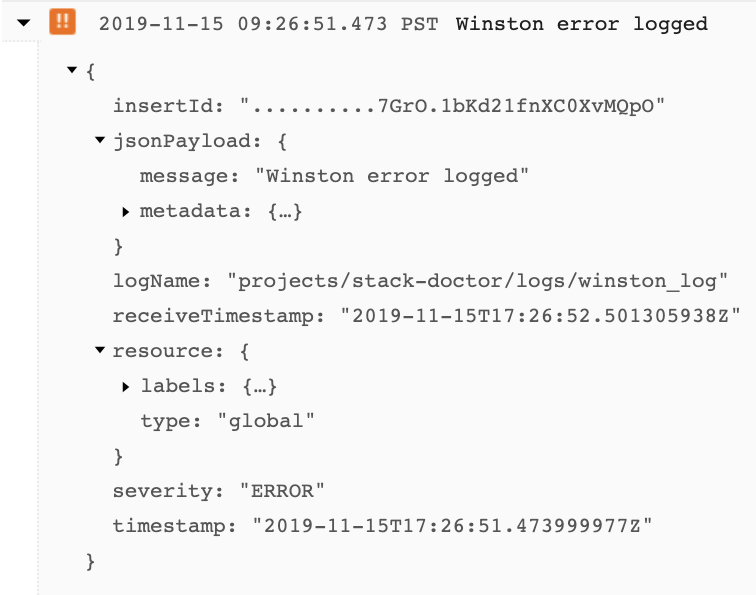 !! 2019-11-15 09:26:51.473 PST Winston error logged
{
insertId: "..........7GrO.1bKd21fnXC0XvMQpO"
jsonPayload: {
message: "Winston error logged"
metadata: {…}
}
logName: "projects/stack-doctor/logs/winston_log"
receiveTimestamp: "2019-11-15T17:26:52.501305938Z"
resource: {
labels: {…}
type: "global"
}
severity: "ERROR"
timestamp: "2019-11-15T17:26:51.473999977Z"
}